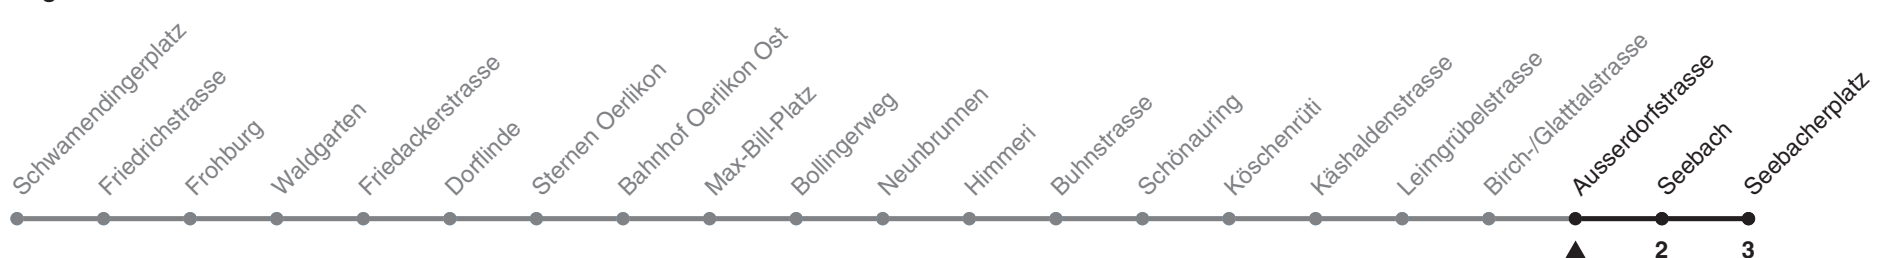 Schwamendingerplatz
Friedrichstrasse
Frohburg
Waldgarten
Friedackerstrasse
Dorflinde
Sternen Oerlikon
Bahnhof Oerlikon Ost
Max-Bill-Platz
Bollingerweg
Neunbrunnen
Himmeri
Buhnstrasse
Schönauring
Köschenrüti
Käshaldenstrasse
Leimgrübelstrasse
Birch-/Glatttalstrasse
Ausserdorfstrasse
Seebach
Seebacherplatz
2
3